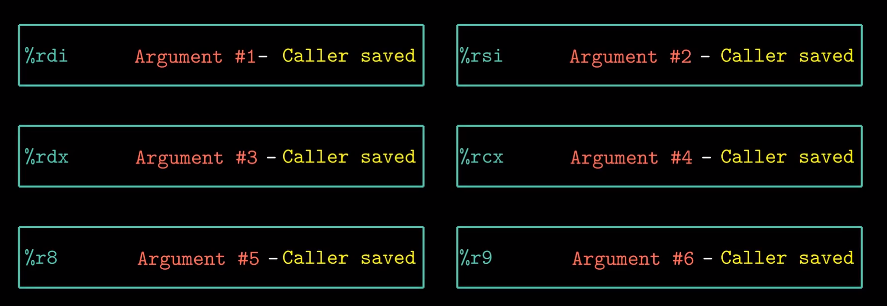 %rdi Argument #1- Caller saved
%rsi Argument #2 - Caller saved
%rdx Argument #3 - Caller saved
%rcx Argument #4 - Caller saved
%r8 Argument #5 - Caller saved
%r9 Argument #6 - Caller saved